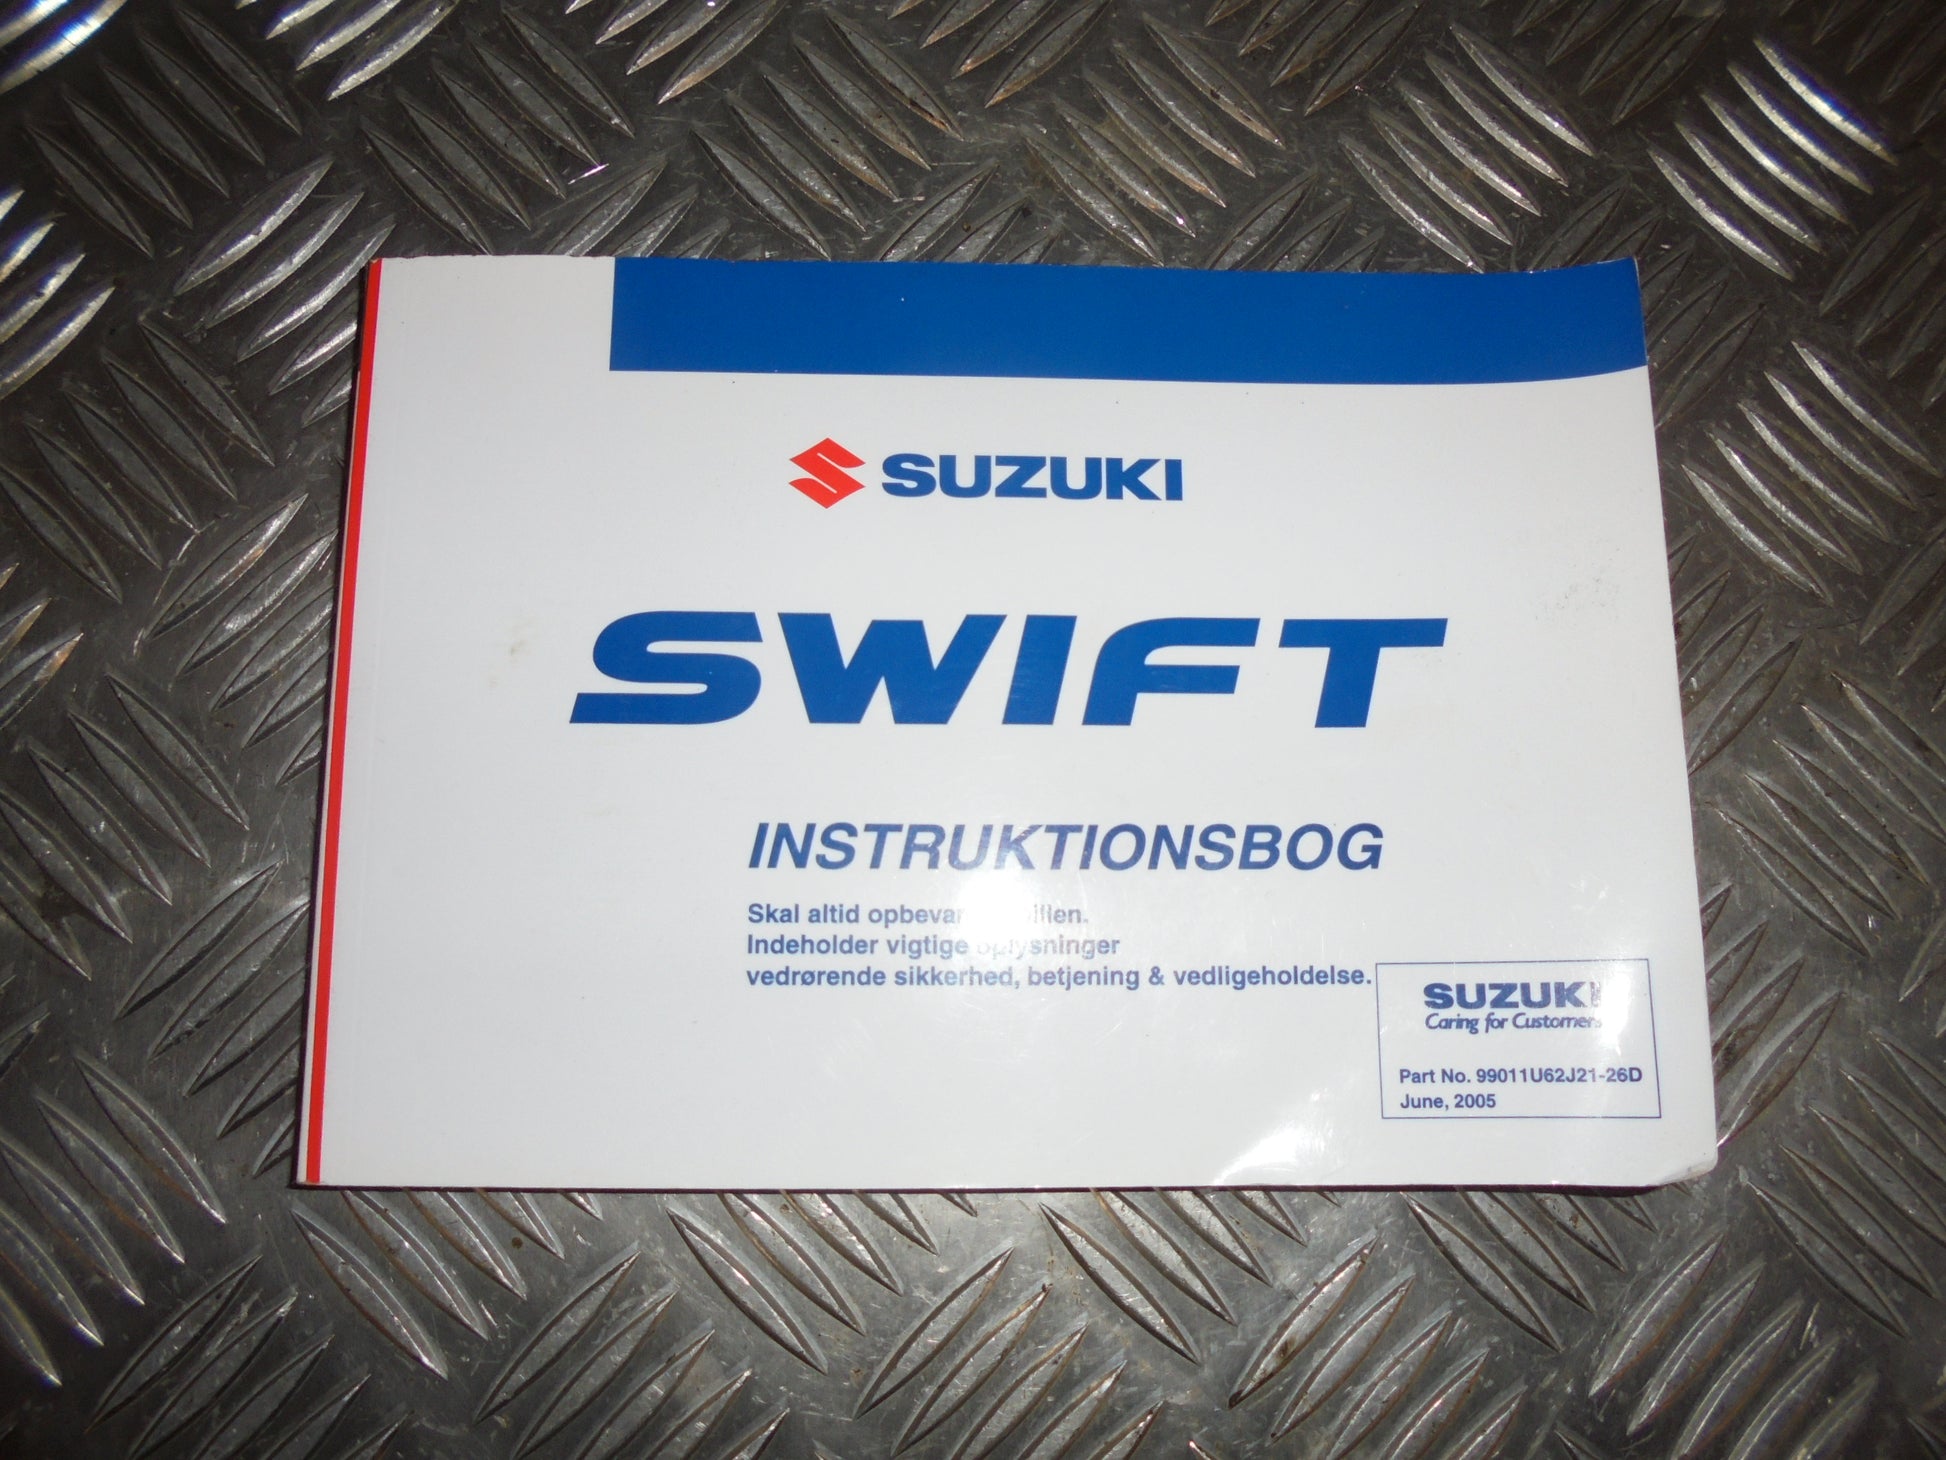 SUZUKI
SWIFT
INSTRUKTIONSBOG
Skal altid
Indeholder vigtige oplysninger
vedrørende sikkerhed, betjening & vedligeholdelse.
SUZUKI
Caring for Customers
Part No. 99011U62J21-26D
June, 2005